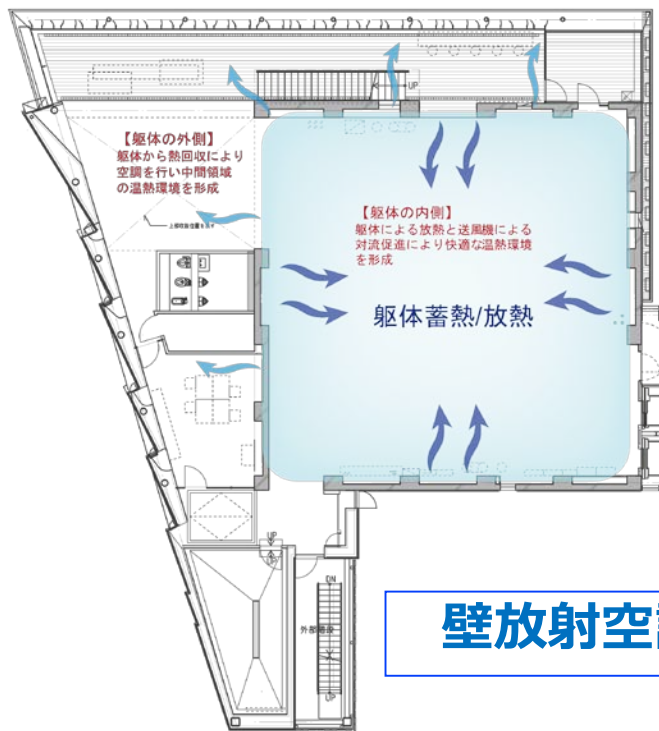 UP
【躯体の外側】
躯体から熱回収により
空調を行い中間領域
の温熱環境を形成
【躯体の内側】
躯体による放熱と送風機による
対流促進により快適な温熱環境
を形成
躯体蓄熱/放熱
UP
DN
外部階段
UP
壁放射空